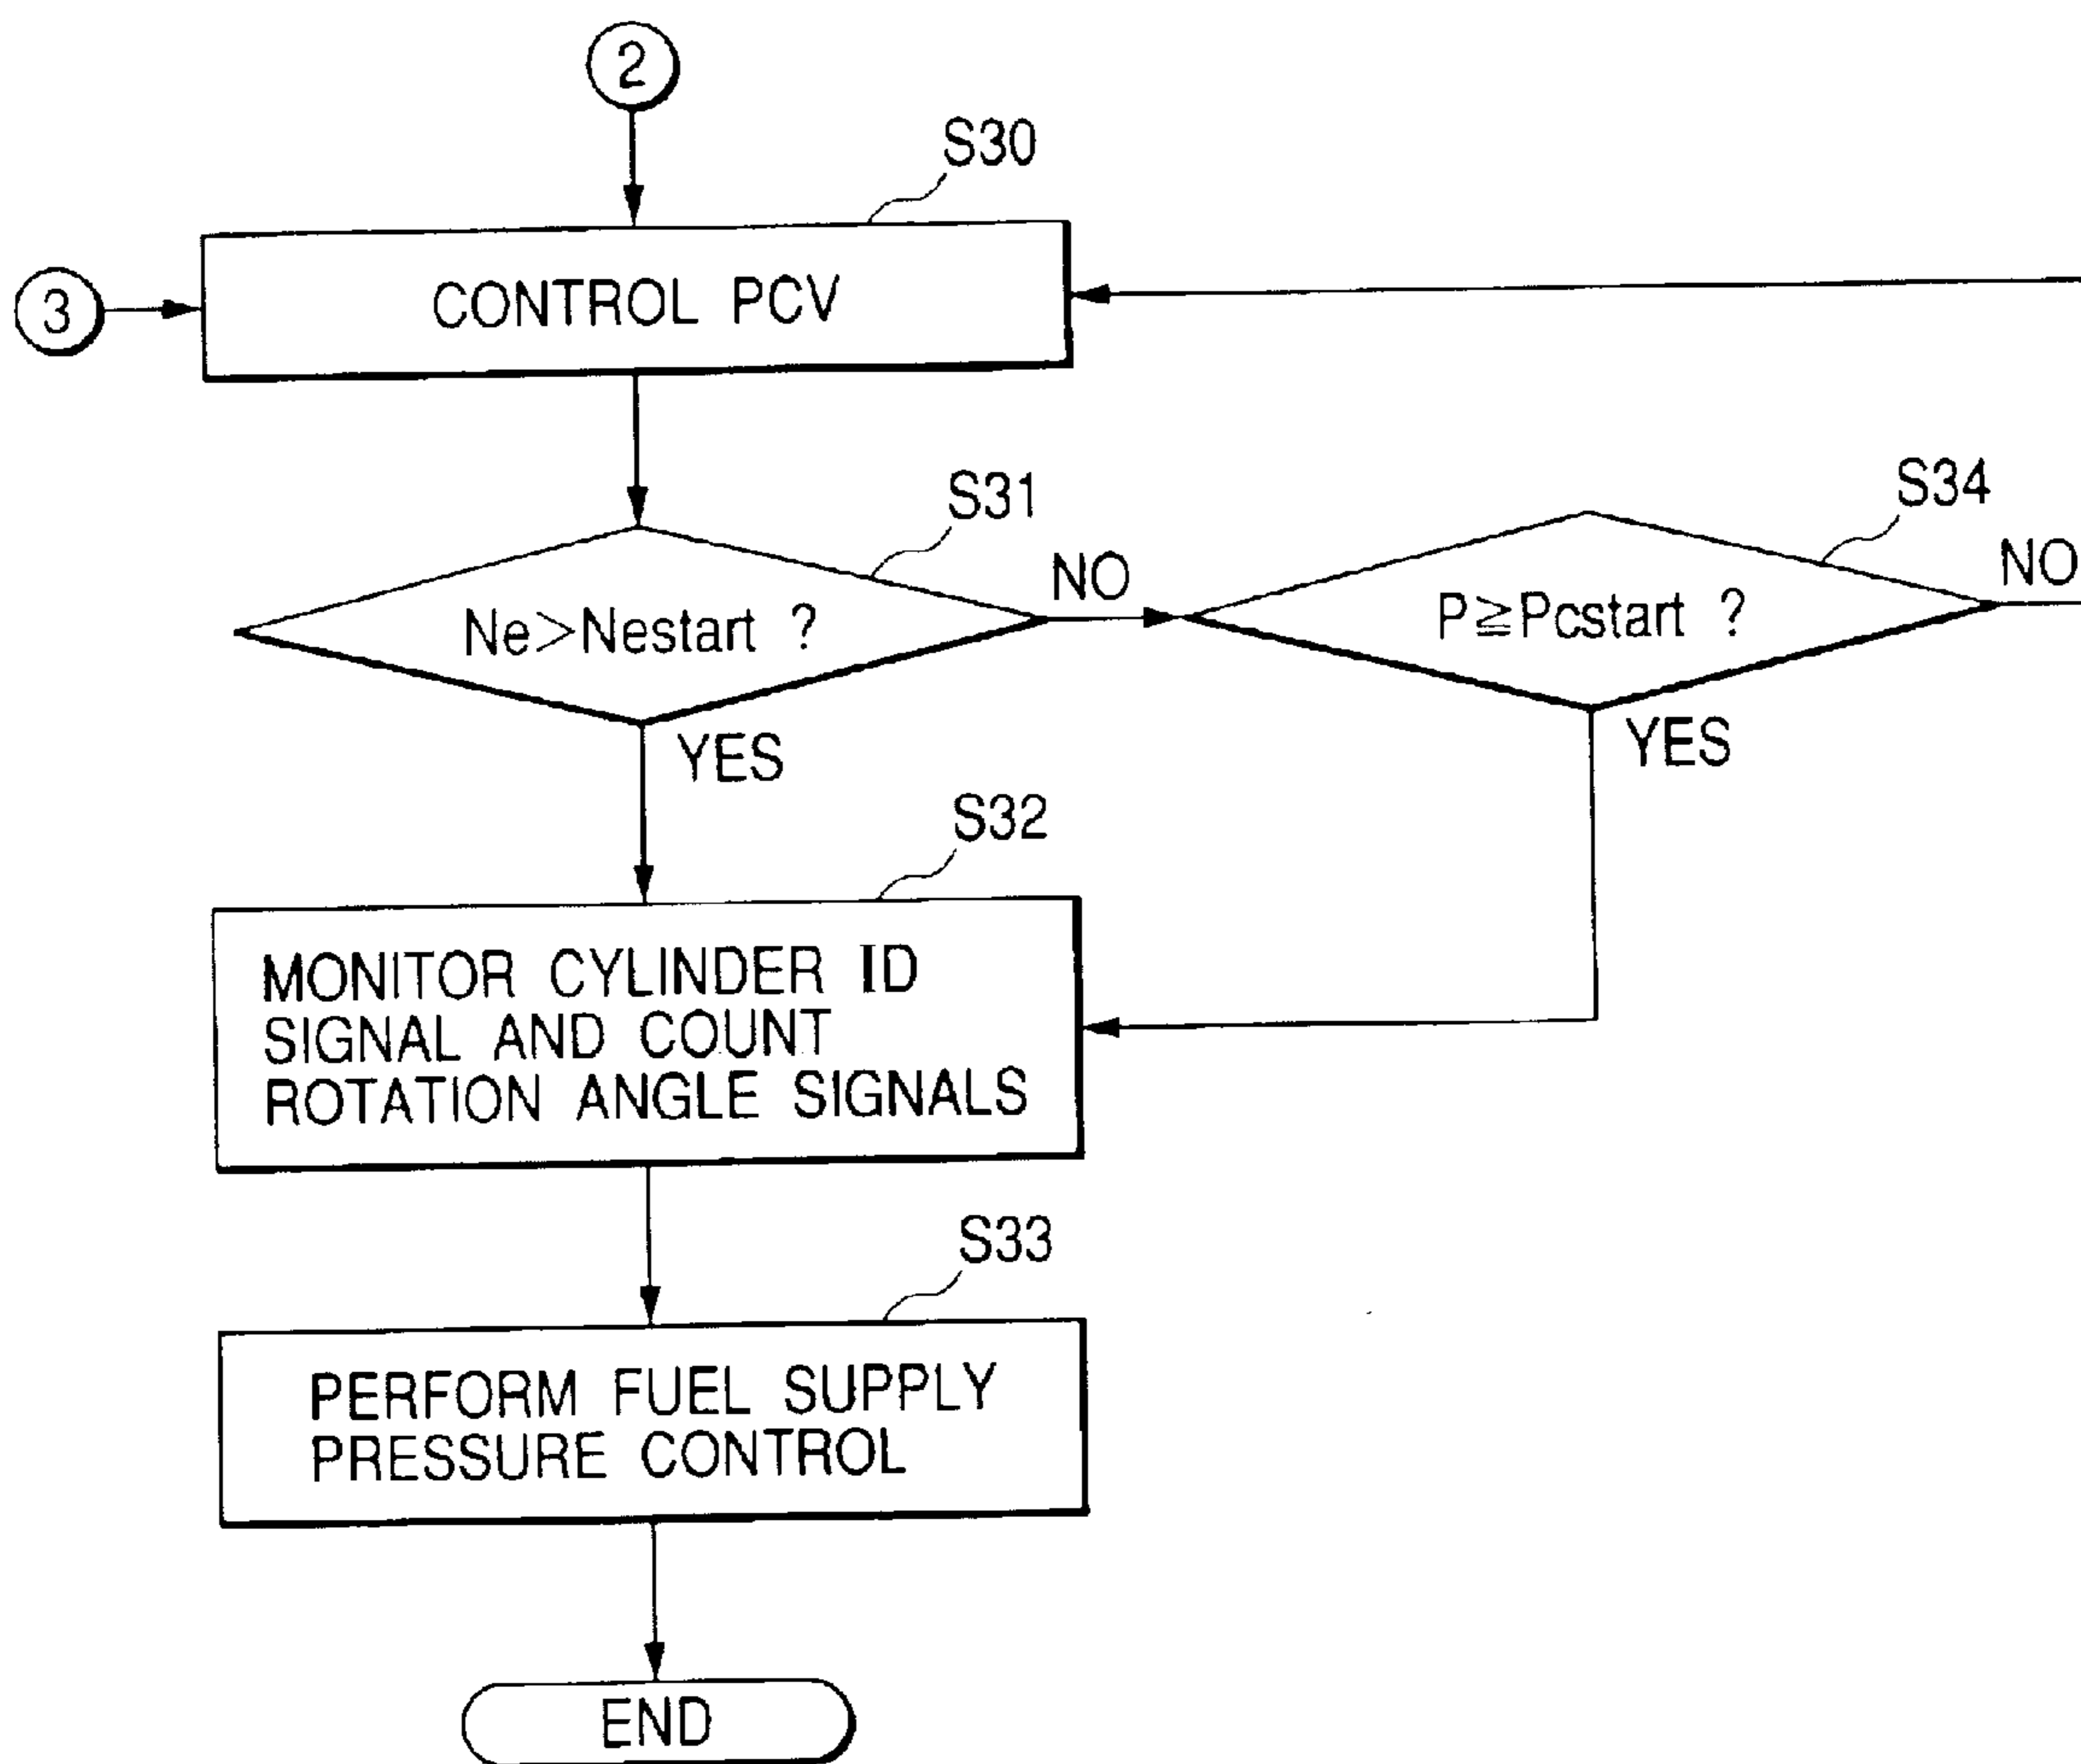 2
S30
3
CONTROL PCV
S31
S34
NO
NO
Ne>Nestart ?
P≧Pcstart ?
YES
YES
S32
MONITOR CYLINDER ID
SIGNAL AND COUNT
ROTATION ANGLE SIGNALS
S33
PERFORM FUEL SUPPLY
PRESSURE CONTROL
END